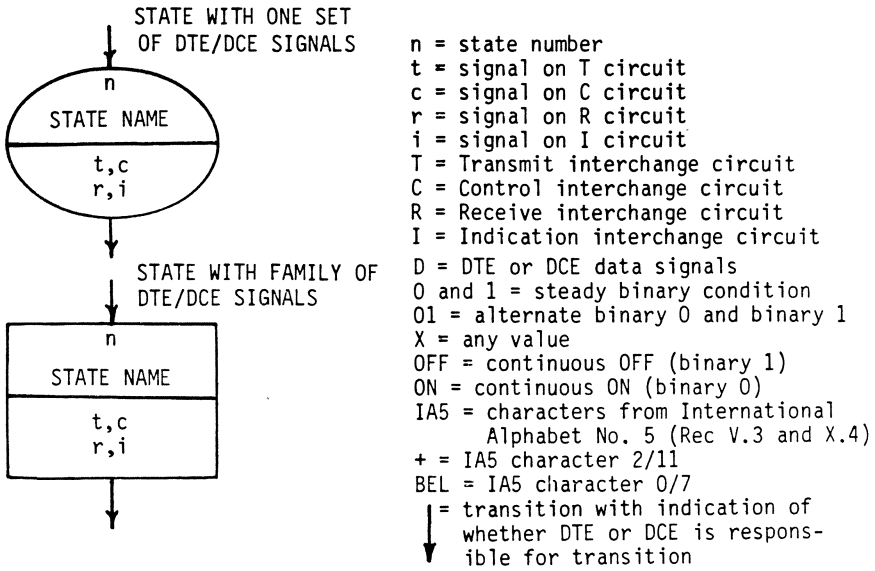 STATE WITH ONE SET
OF DTE/DCE SIGNALS
n
STATE NAME
t,c
r,i
STATE WITH FAMILY OF
DTE/DCE SIGNALS
n
STATE NAME
t,c
r,i
n = state number
t = signal on T circuit
c = signal on C circuit
r = signal on R circuit
i = signal on I circuit
T = Transmit interchange circuit
C = Control interchange circuit
R = Receive interchange circuit
I = Indication interchange circuit
D = DTE or DCE data signals
0 and 1 = steady binary condition
01 = alternate binary 0 and binary 1
X = any value
OFF = continuous OFF (binary 1)
ON = continuous ON (binary 0)
IA5 = characters from International
Alphabet No. 5 (Rec V.3 and X.4)
+ = IA5 character 2/11
BEL = IA5 character 0/7
= transition with indication of
whether DTE or DCE is respons-
ible for transition